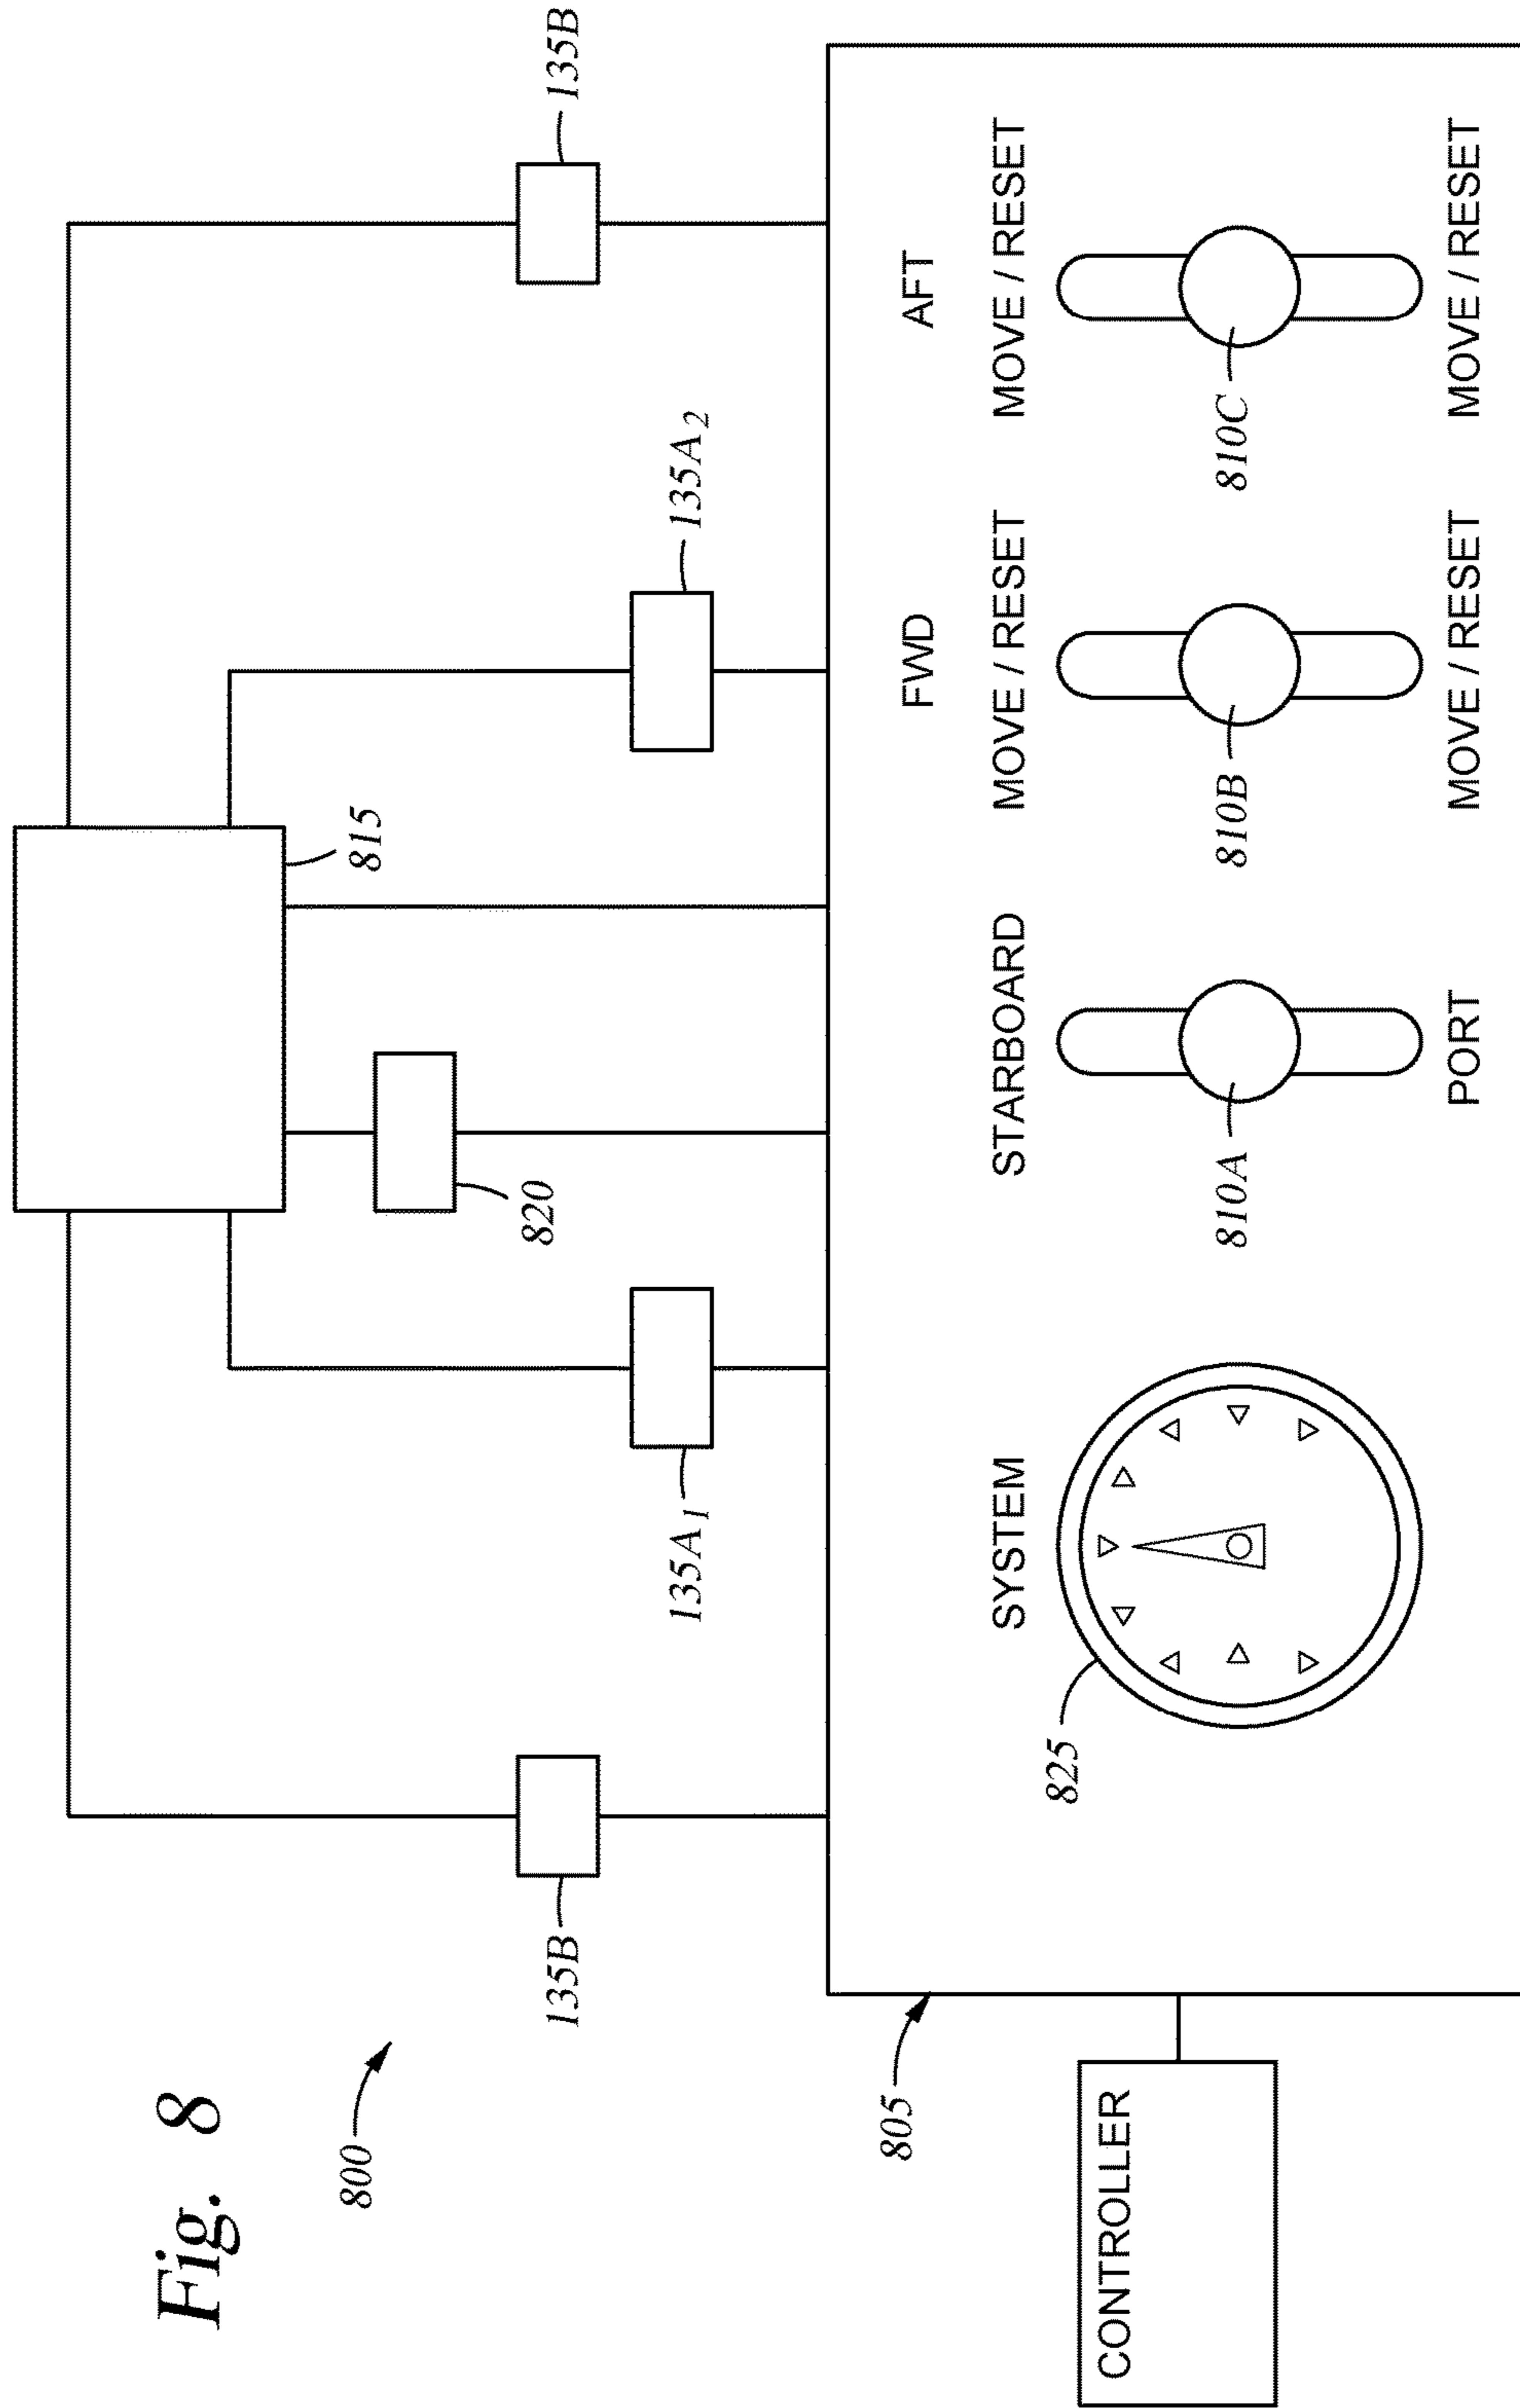 Fig. 8
800
135B
135B
815
820
135A1
135A2
805
CONTROLLER
SYSTEM
STARBOARD
FWD
AFT
MOVE / RESET
MOVE / RESET
825
810A
810B
810C
PORT
MOVE / RESET
MOVE / RESET